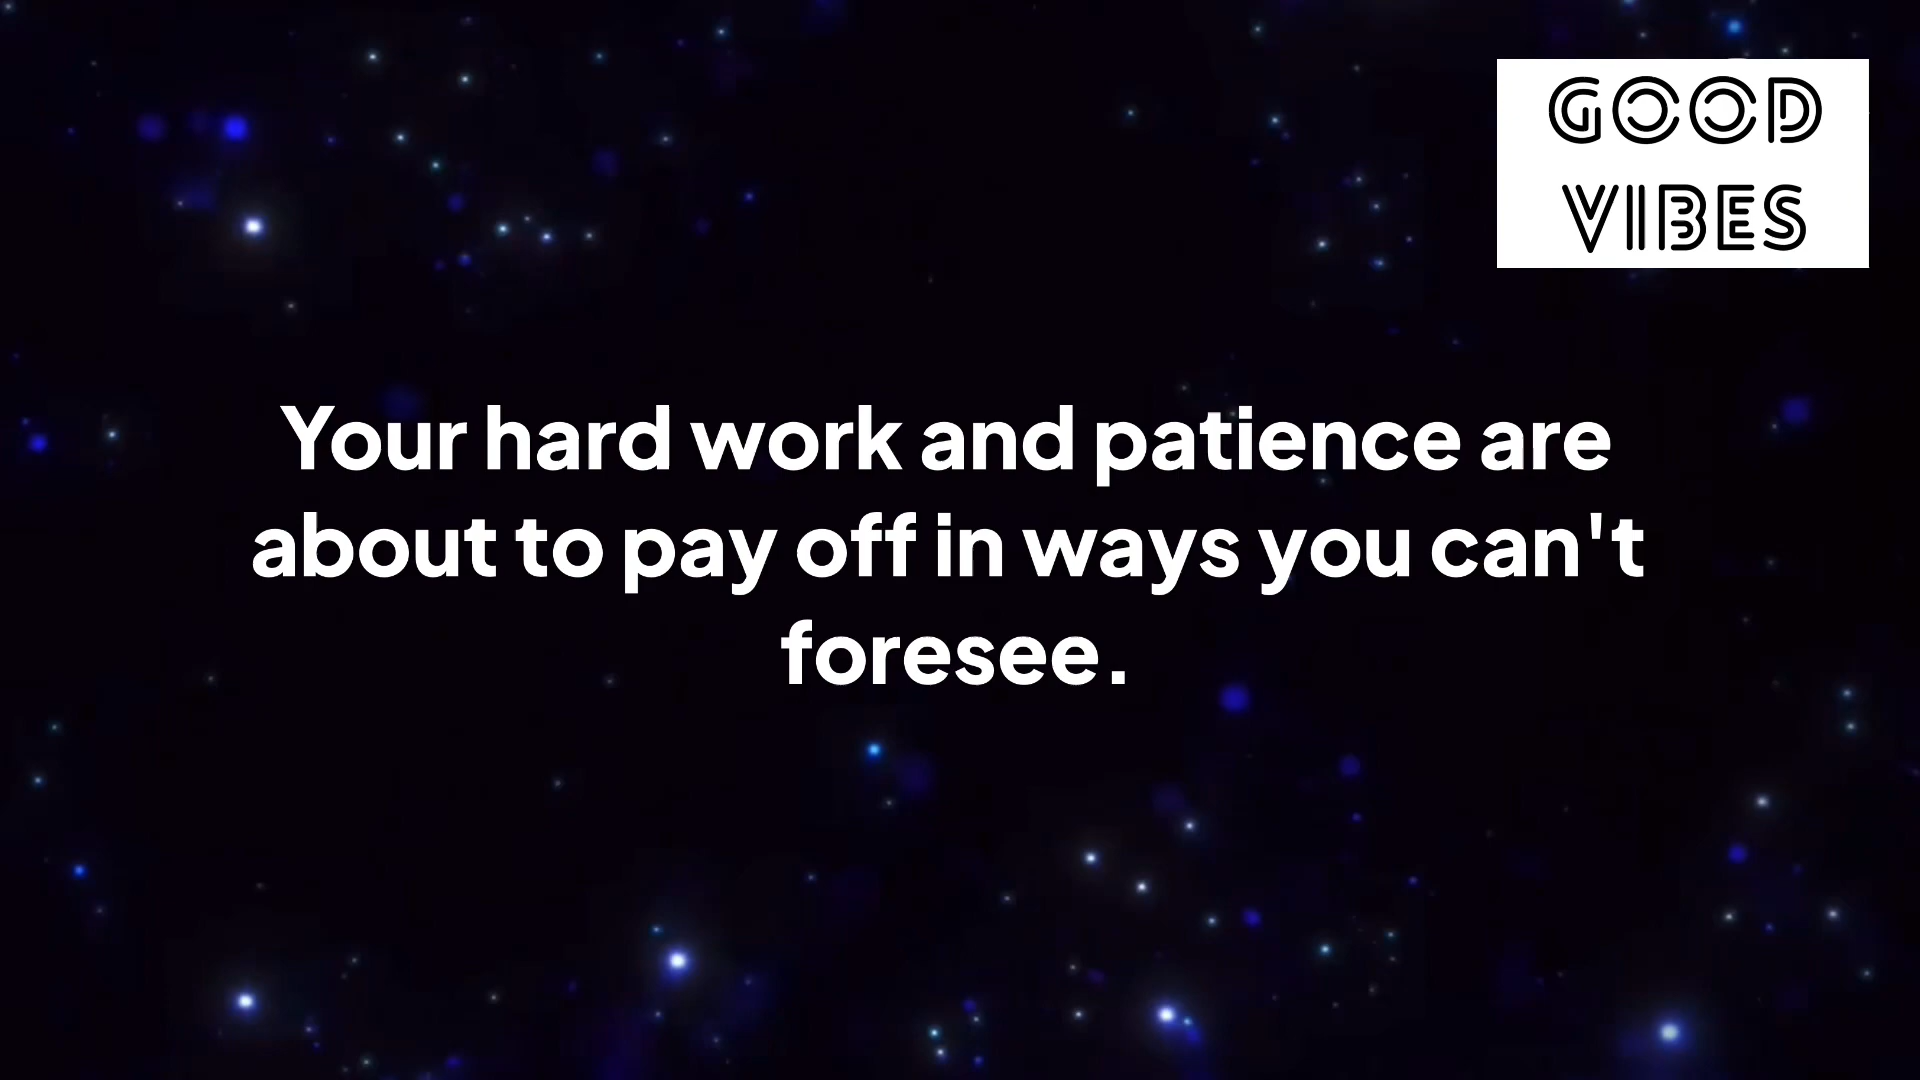 GOOD
VIBES
Your hard work and patience are
about to pay off in ways you can't
foresee.